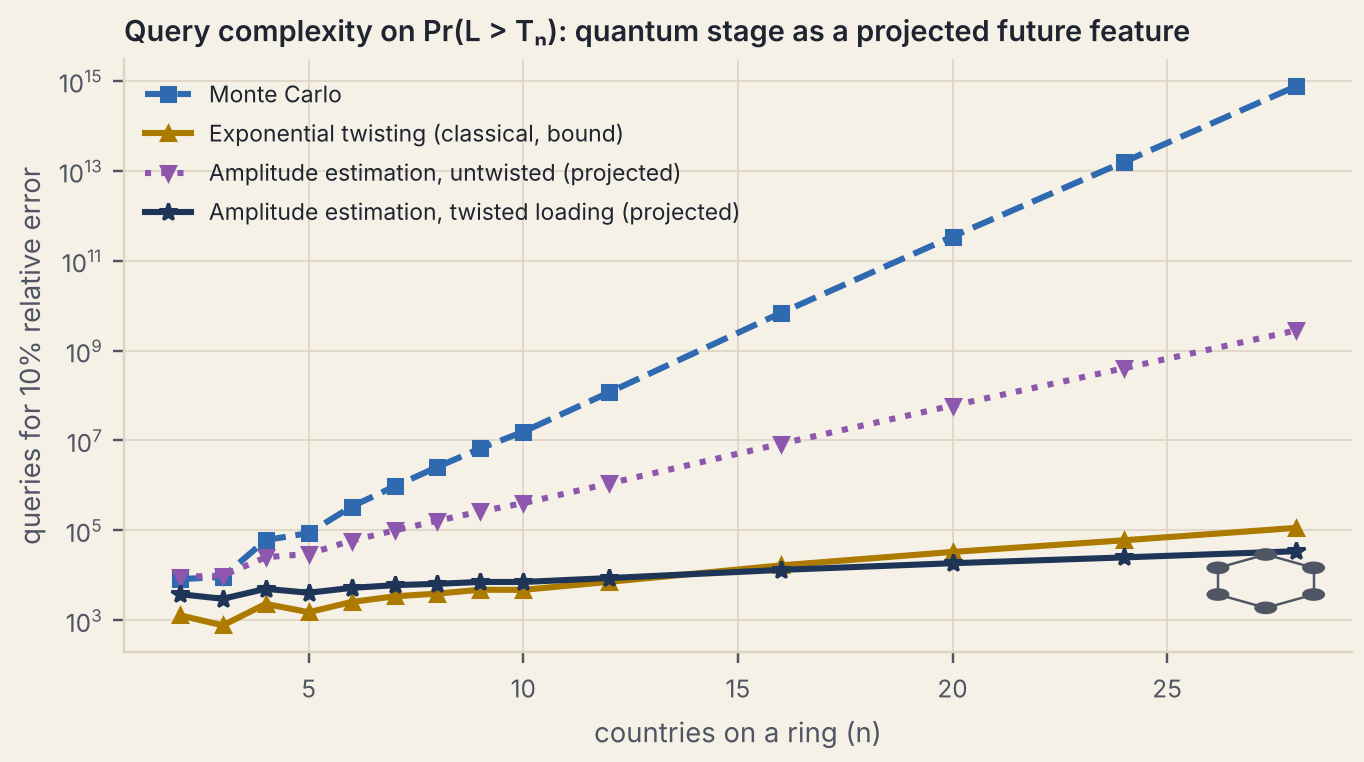 Query complexity on Pr(L > Tₙ): quantum stage as a projected future feature
Monte Carlo
Exponential twisting (classical, bound)
Amplitude estimation, untwisted (projected)
Amplitude estimation, twisted loading (projected)
queries for 10% relative error
10¹⁵
10¹³
10¹¹
10⁹
10⁷
10⁵
10³
5
10
15
20
25
countries on a ring (n)